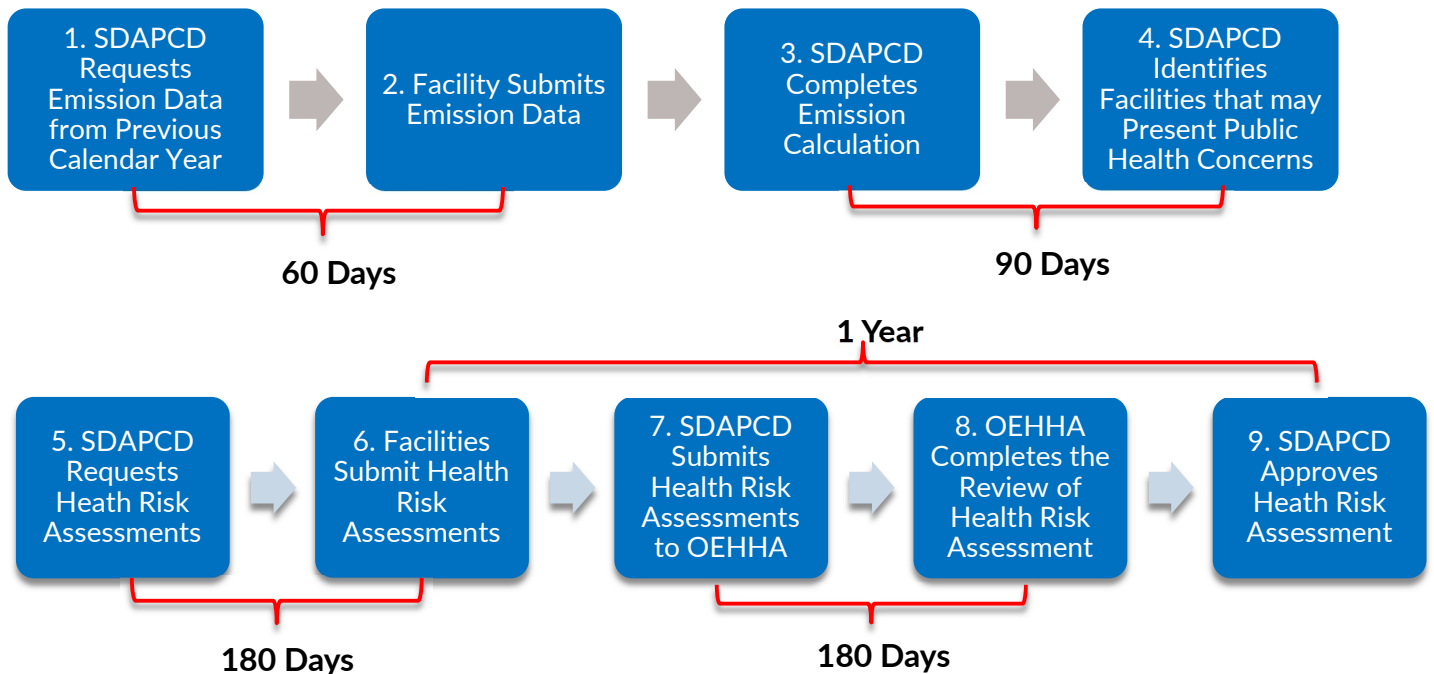 1. SDAPCD
Requests
Emission Data
from Previous
Calendar Year
2. Facility Submits
Emission Data
3. SDAPCD
Completes
Emission
Calculation
4. SDAPCD
Identifies
Facilities that may
Present Public
Health Concerns
60 Days
90 Days
1 Year
5. SDAPCD
Requests
Heath Risk
Assessments
6. Facilities
Submit Health
Risk
Assessments
7. SDAPCD
Submits
Health Risk
Assessments
to OEHHA
8. OEHHA
Completes the
Review of
Health Risk
Assessment
9. SDAPCD
Approves
Heath Risk
Assessment
180 Days
180 Days